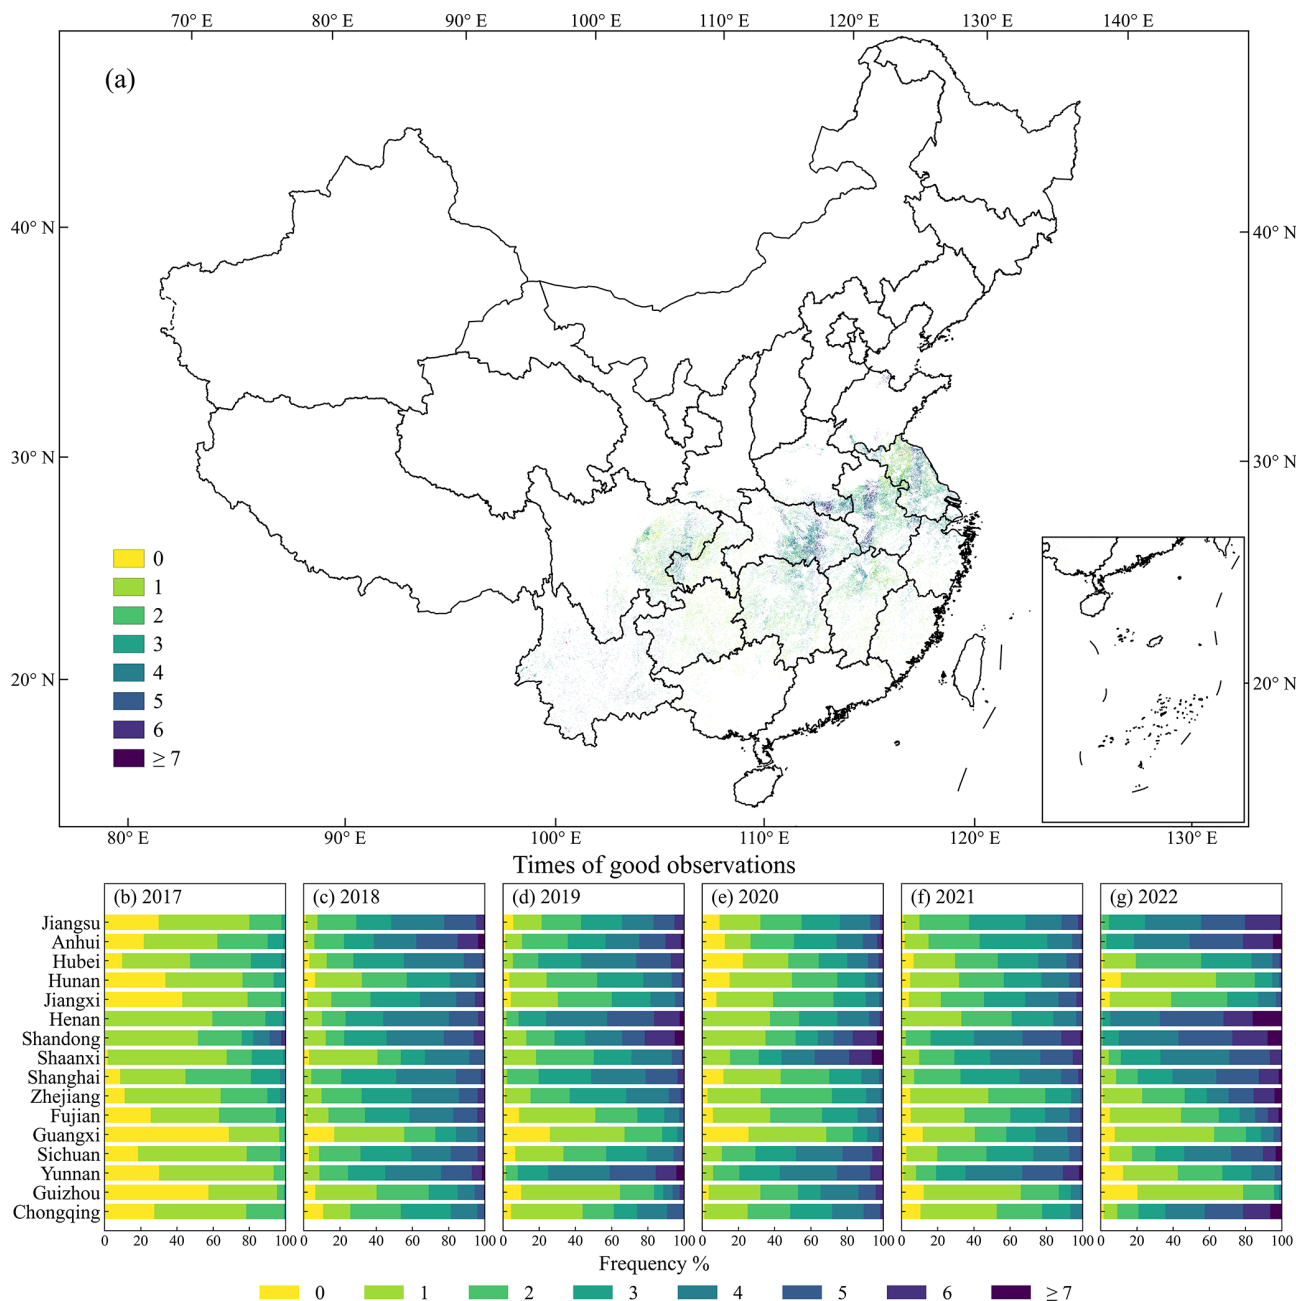 70° E 80° E 90° E 100° E 110° E 120° E 130° E 140° E
(a)
40° N 40° N
30° N 30° N
20° N 20° N
0
1
2
3
4
5
6
≥ 7
80° E 90° E 100° E 110° E 120° E 130° E
Times of good observations
(b) 2017 (c) 2018 (d) 2019 (e) 2020 (f) 2021 (g) 2022
Jiangsu
Anhui
Hubei
Hunan
Jiangxi
Henan
Shandong
Shaanxi
Shanghai
Zhejiang
Fujian
Guangxi
Sichuan
Yunnan
Guizhou
Chongqing
0 20 40 60 80 100 0 20 40 60 80 100 0 20 40 60 80 100 0 20 40 60 80 100 0 20 40 60 80 100 0 20 40 60 80 100
Frequency %
0 1 2 3 4 5 6 ≥ 7